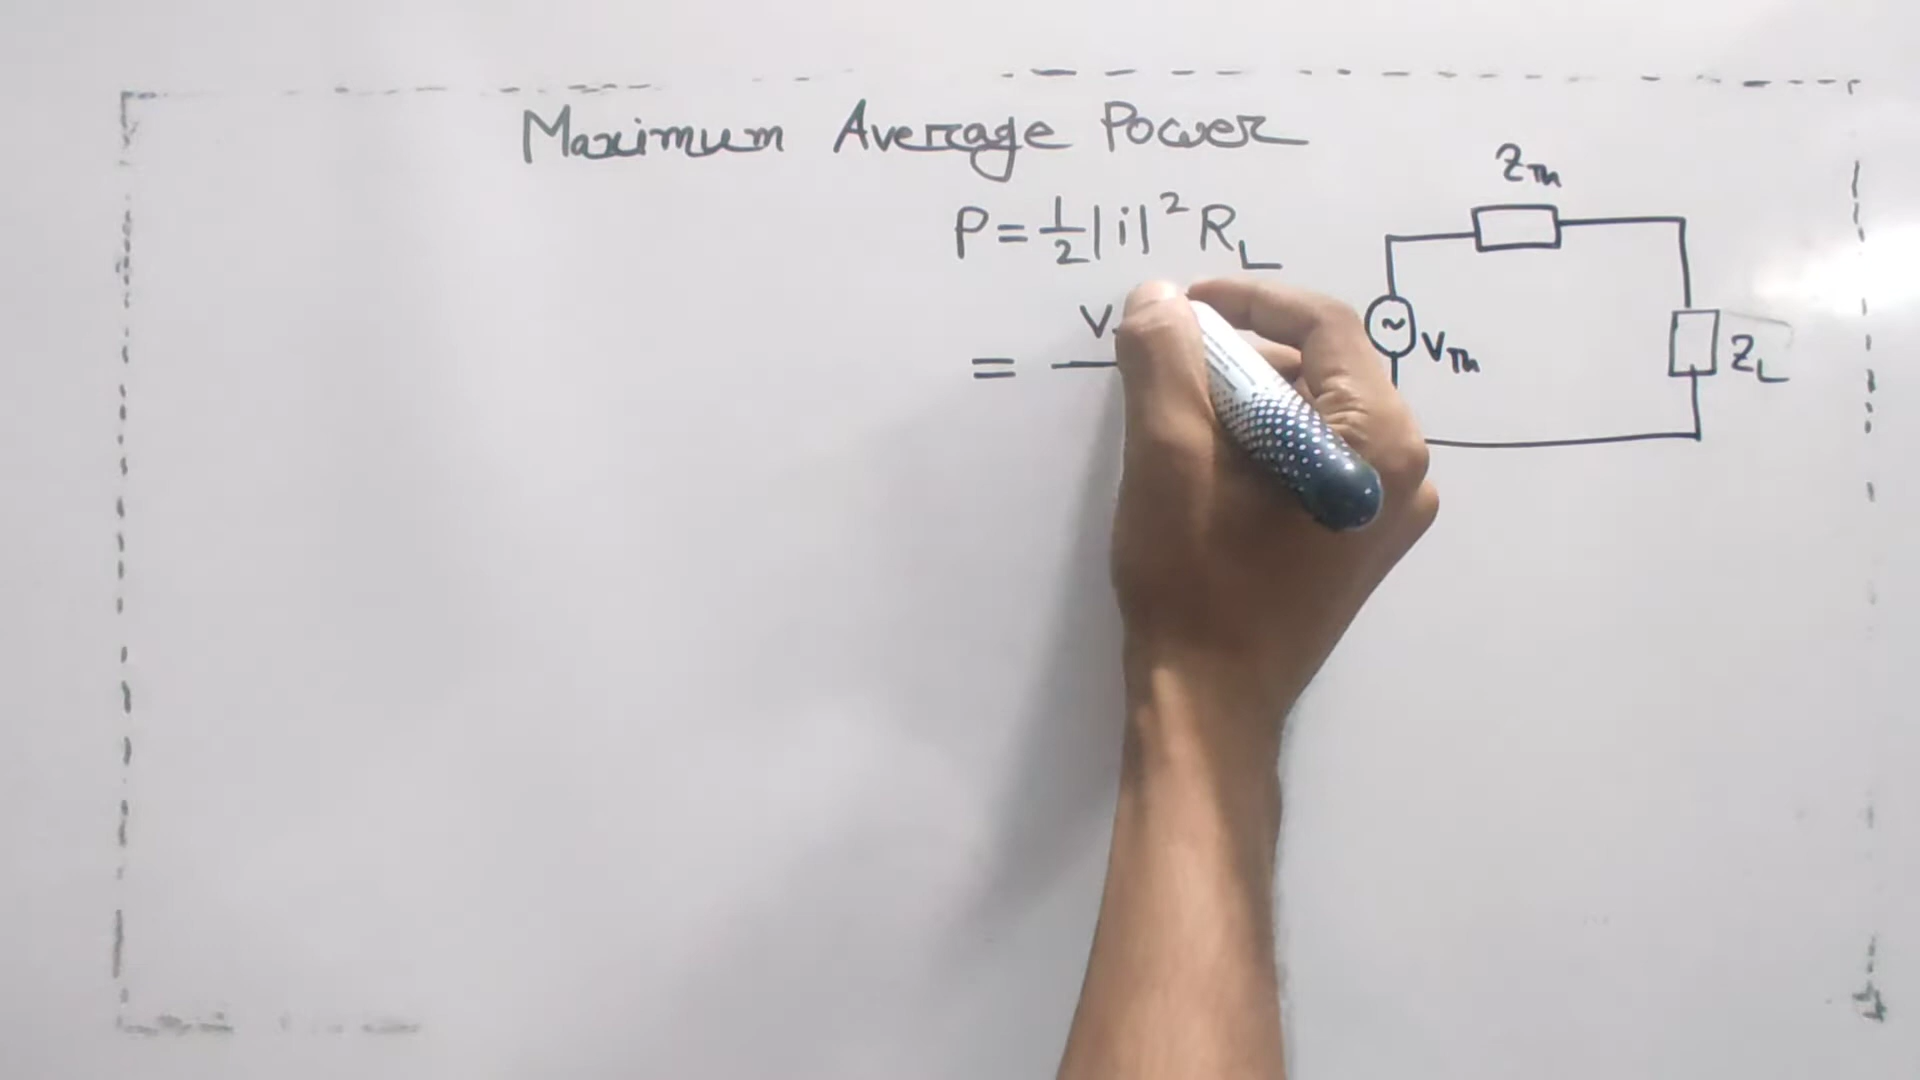 Maximum Average Power
Z_Th
P = 1/2 |i|² R_L
= V
V_Th
Z_L